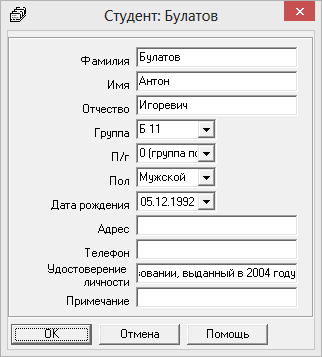 Студент: Булатов
Фамилия Булатов
Имя Антон
Отчество Игоревич
Группа Б 11
П/г 0 (группа по
Пол Мужской
Дата рождения 05.12.1992
Адрес
Телефон
Удостоверение
личности овании, выданный в 2004 году
Примечание
OK Отмена Помощь